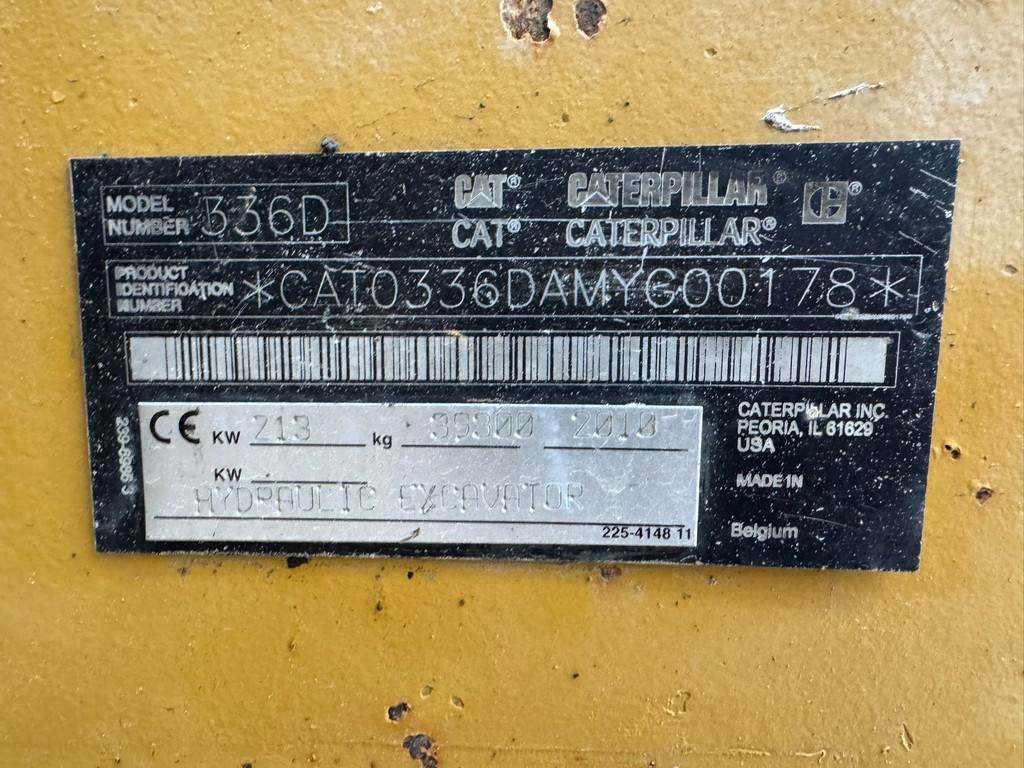 MODEL NUMBER 336D
CAT® CATERPILLAR® CE®
CAT® CATERPILLAR®
PRODUCT
IDENTIFICATION
NUMBER
*CAT0336DAMYG00178*
CE KW 213 kg 39300 2010
KW
HYDRAULIC EXCAVATOR
225-4148 11
CATERPILLAR INC.
PEORIA, IL 61629
USA
MADE IN
Belgium